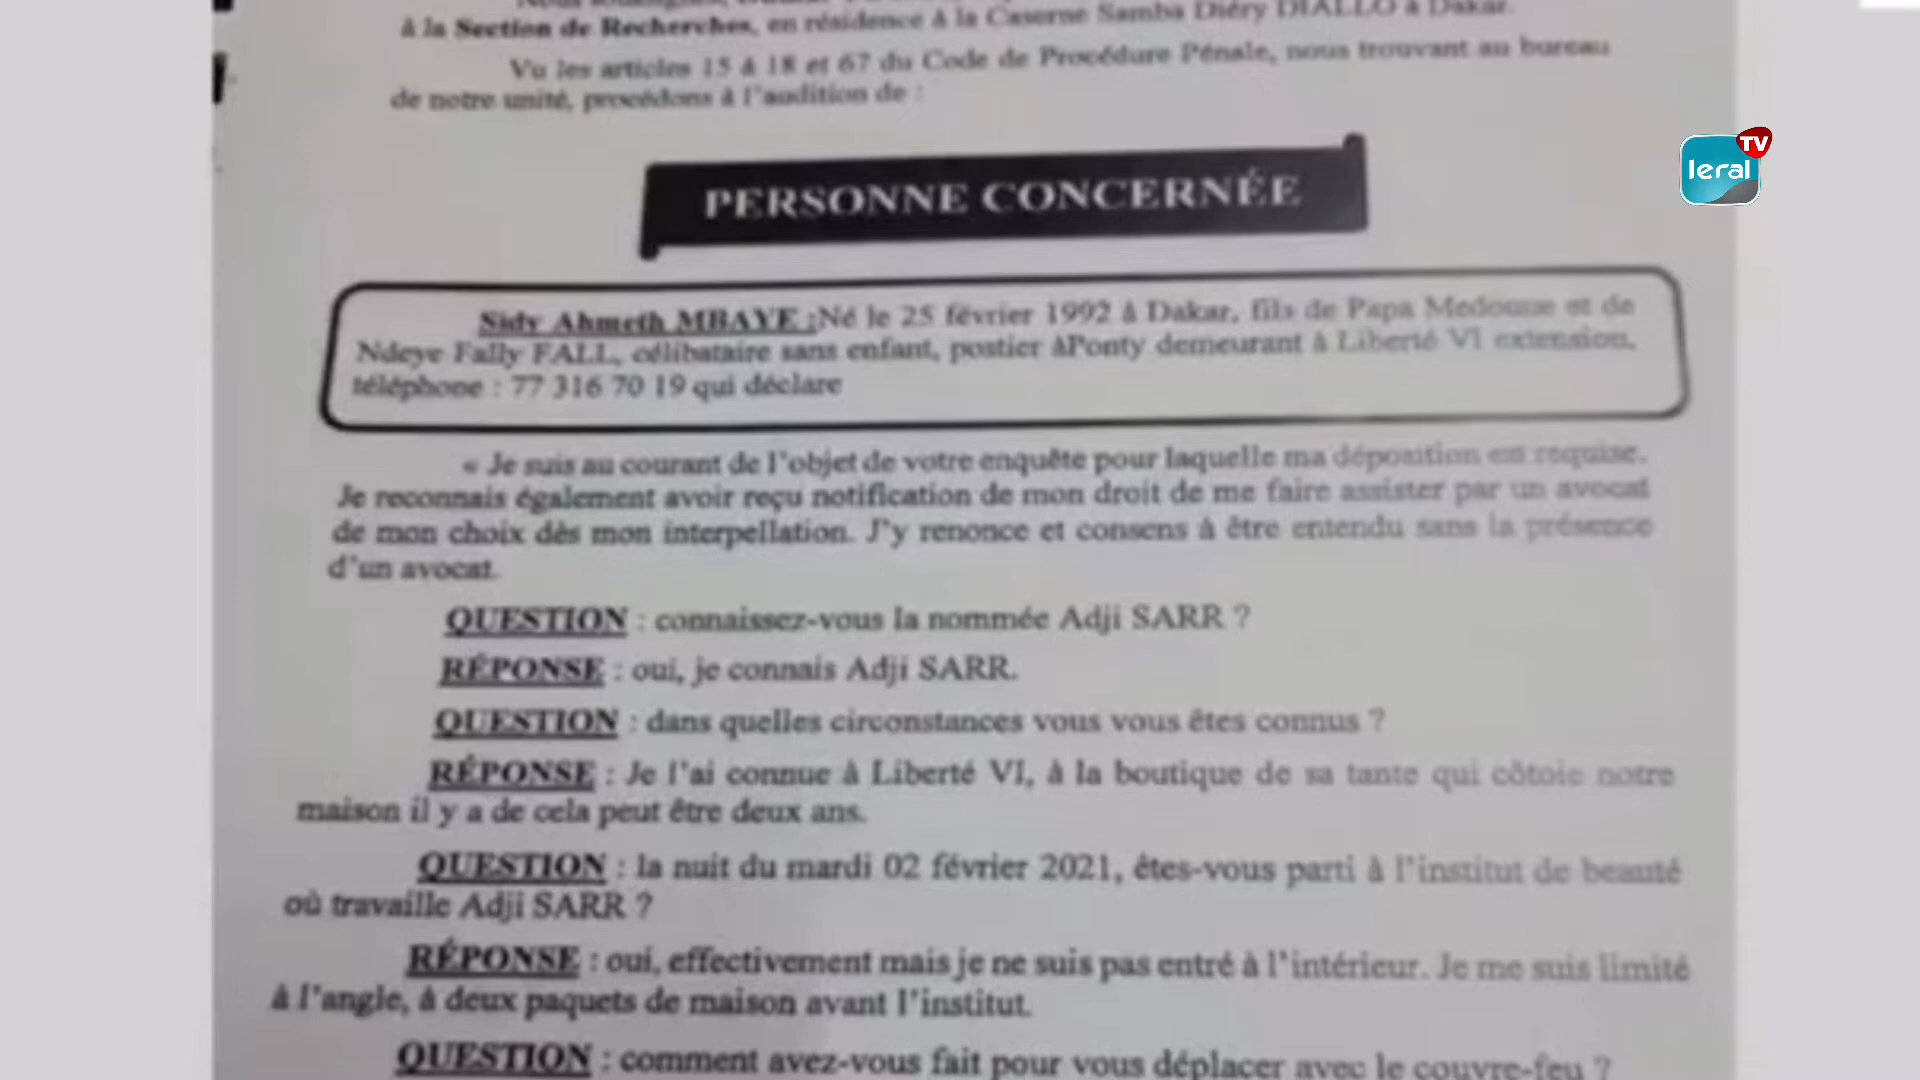 à la Section de Recherches, en résidence à la Caserne Samba Diéry DIALLO à Dakar.
Vu les articles 15 à 18 et 67 du Code de Procédure Pénale, nous trouvant au bureau
de notre unité, procédons à l'audition de :
TV
leral
PERSONNE CONCERNÉE
Sidy Ahmeth MBAYE :Né le 25 février 1992 à Dakar, fils de Papa Medoune et de
Ndeye Fally FALL, célibataire sans enfant, postier àPonty demeurant à Liberté VI extension,
téléphone : 77 316 70 19 qui déclare
« Je suis au courant de l'objet de votre enquête pour laquelle ma déposition est requise.
Je reconnais également avoir reçu notification de mon droit de me faire assister par un avocat
de mon choix dès mon interpellation. J'y renonce et consens à être entendu sans la présence
d'un avocat.
QUESTION : connaissez-vous la nommée Adji SARR ?
RÉPONSE : oui, je connais Adji SARR.
QUESTION : dans quelles circonstances vous vous êtes connus ?
RÉPONSE : Je l'ai connue à Liberté VI, à la boutique de sa tante qui côtoie notre
maison il y a de cela peut être deux ans.
QUESTION : la nuit du mardi 02 février 2021, êtes-vous parti à l'institut de beauté
où travaille Adji SARR ?
RÉPONSE : oui, effectivement mais je ne suis pas entré à l'intérieur. Je me suis limité
à l'angle, à deux paquets de maison avant l'institut.
QUESTION : comment avez-vous fait pour vous déplacer avec le couvre-feu ?